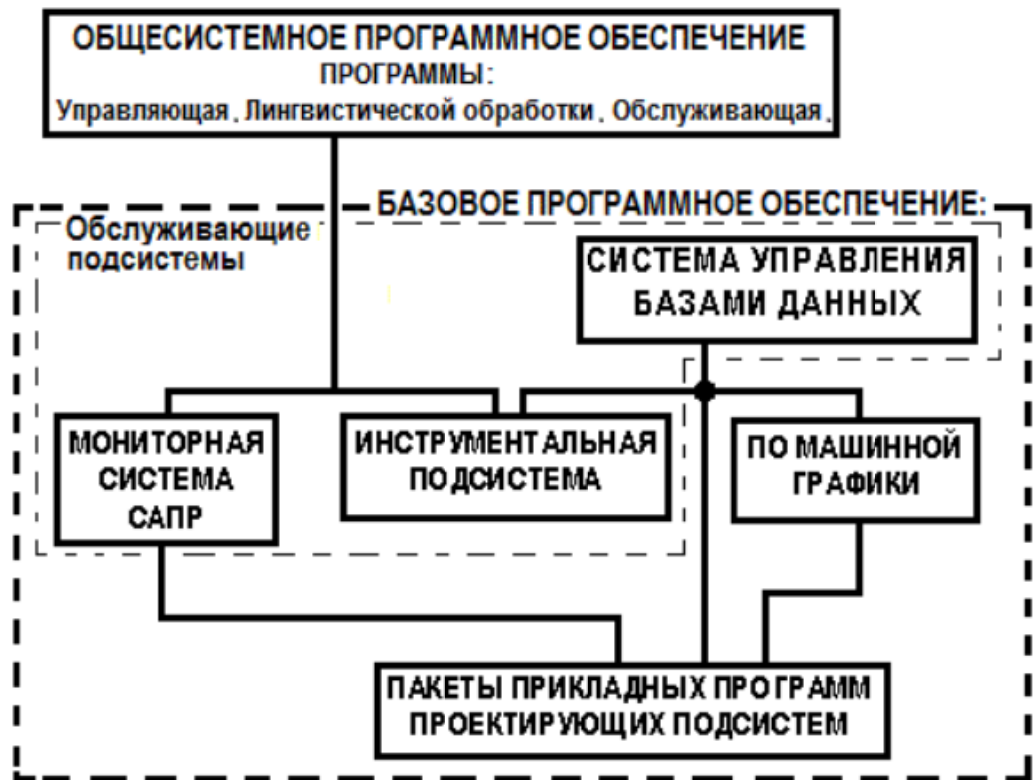 ОБЩЕСИСТЕМНОЕ ПРОГРАММНОЕ ОБЕСПЕЧЕНИЕ
ПРОГРАММЫ:
Управляющая. Лингвистической обработки. Обслуживающая.
БАЗОВОЕ ПРОГРАММНОЕ ОБЕСПЕЧЕНИЕ:
Обслуживающие
подсистемы
СИСТЕМА УПРАВЛЕНИЯ
БАЗАМИ ДАННЫХ
МОНИТОРНАЯ
СИСТЕМА
САПР
ИНСТРУМЕНТАЛЬНАЯ
ПОДСИСТЕМА
ПО МАШИННОЙ
ГРАФИКИ
ПАКЕТЫ ПРИКЛАДНЫХ ПРОГРАММ
ПРОЕКТИРУЮЩИХ ПОДСИСТЕМ